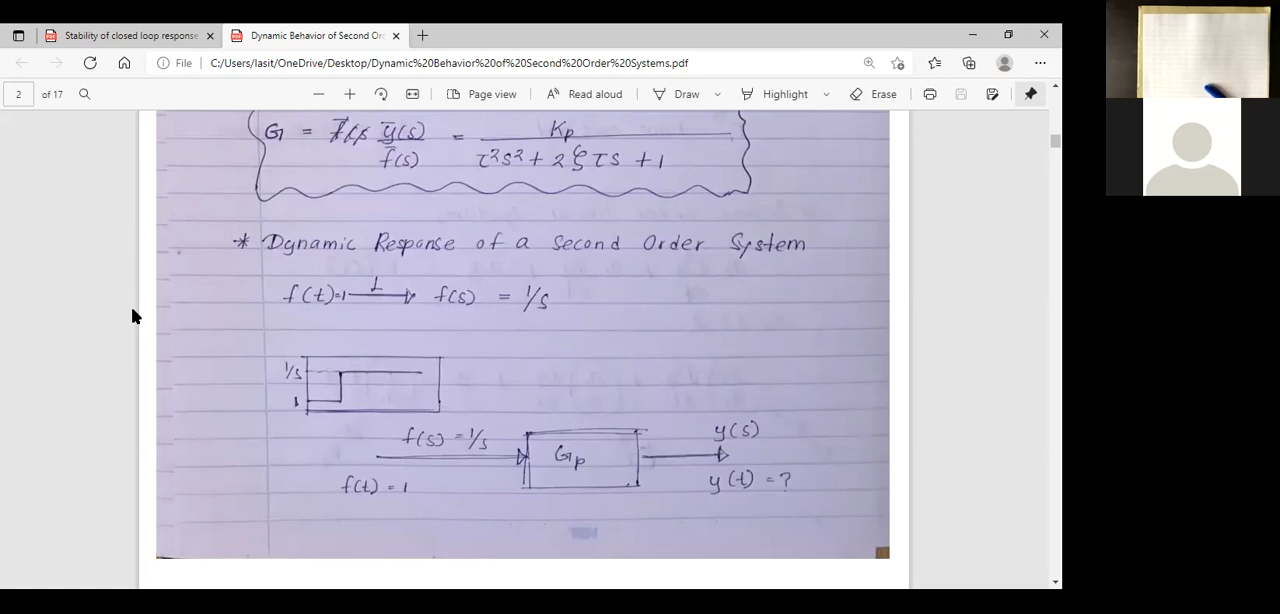 Stability of closed loop response
Dynamic Behavior of Second Or
File C:/Users/lasit/OneDrive/Desktop/Dynamic%20Behavior%20of%20Second%20Order%20Systems.pdf
2 of 17 Page view Read aloud Draw Highlight Erase
G = ȳ(s)/f̄(s) = Kp/(τ²s² + 2ζτs + 1)
* Dynamic Response of a Second Order System
f(t)=1 —L→ f(s) = 1/s
1/s
1
f(s) = 1/s Gp y(s)
f(t) = 1 y(t) = ?